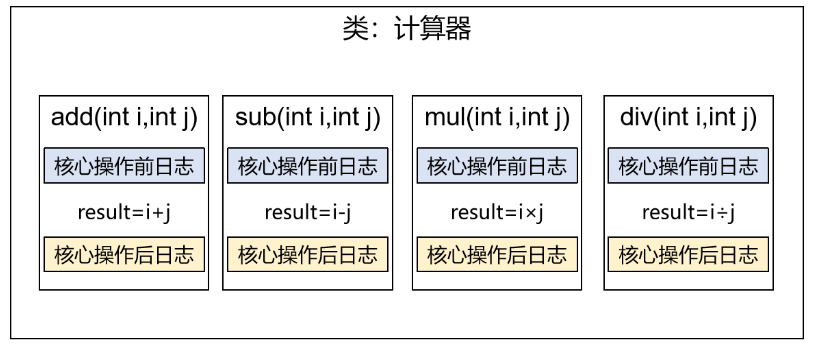 类：计算器
add(int i,int j)
核心操作前日志
result=i+j
核心操作后日志
sub(int i,int j)
核心操作前日志
result=i-j
核心操作后日志
mul(int i,int j)
核心操作前日志
result=i×j
核心操作后日志
div(int i,int j)
核心操作前日志
result=i÷j
核心操作后日志